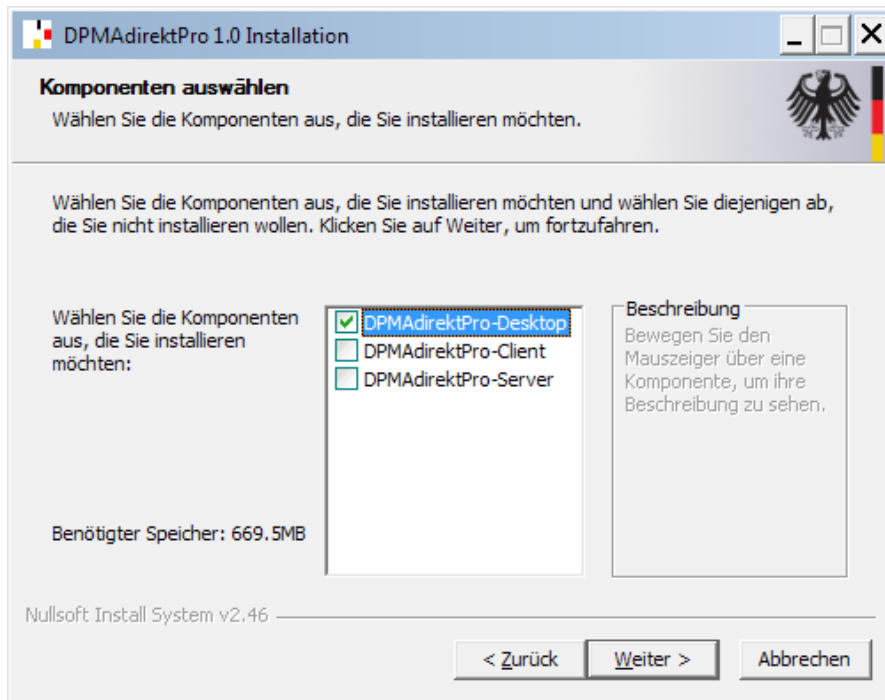 DPMAdirektPro 1.0 Installation
Komponenten auswählen
Wählen Sie die Komponenten aus, die Sie installieren möchten.
Wählen Sie die Komponenten aus, die Sie installieren möchten und wählen Sie diejenigen ab,
die Sie nicht installieren wollen. Klicken Sie auf Weiter, um fortzufahren.
Wählen Sie die Komponenten
aus, die Sie installieren
möchten:
DPMAdirektPro-Desktop
DPMAdirektPro-Client
DPMAdirektPro-Server
Beschreibung
Bewegen Sie den
Mauszeiger über eine
Komponente, um ihre
Beschreibung zu sehen.
Benötigter Speicher: 669.5MB
Nullsoft Install System v2.46
< Zurück
Weiter >
Abbrechen